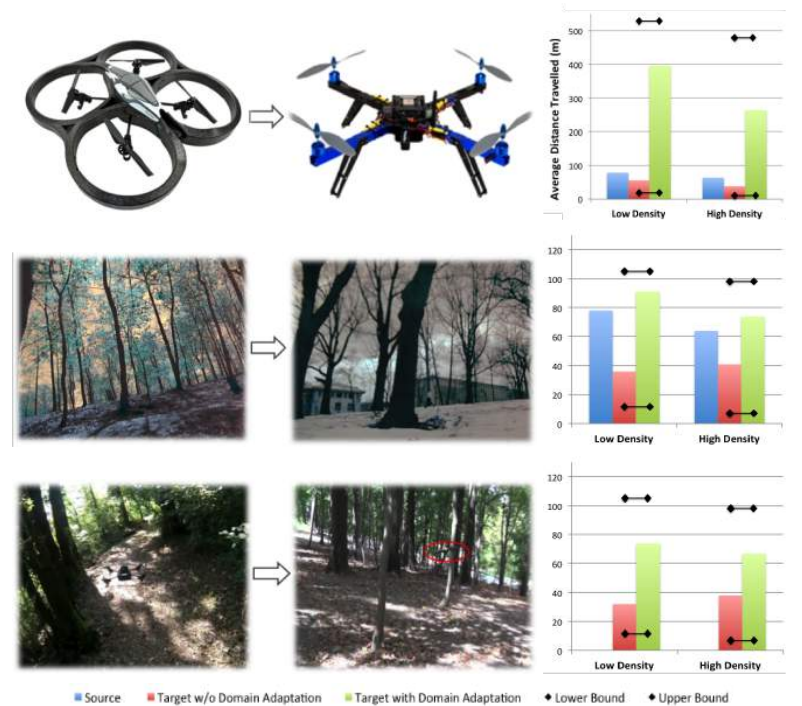 Average Distance Travelled (m)
500
400
300
200
100
0
Low Density
High Density
120
100
80
60
40
20
0
Low Density
High Density
120
100
80
60
40
20
0
Low Density
High Density
Source
Target w/o Domain Adaptation
Target with Domain Adaptation
Lower Bound
Upper Bound